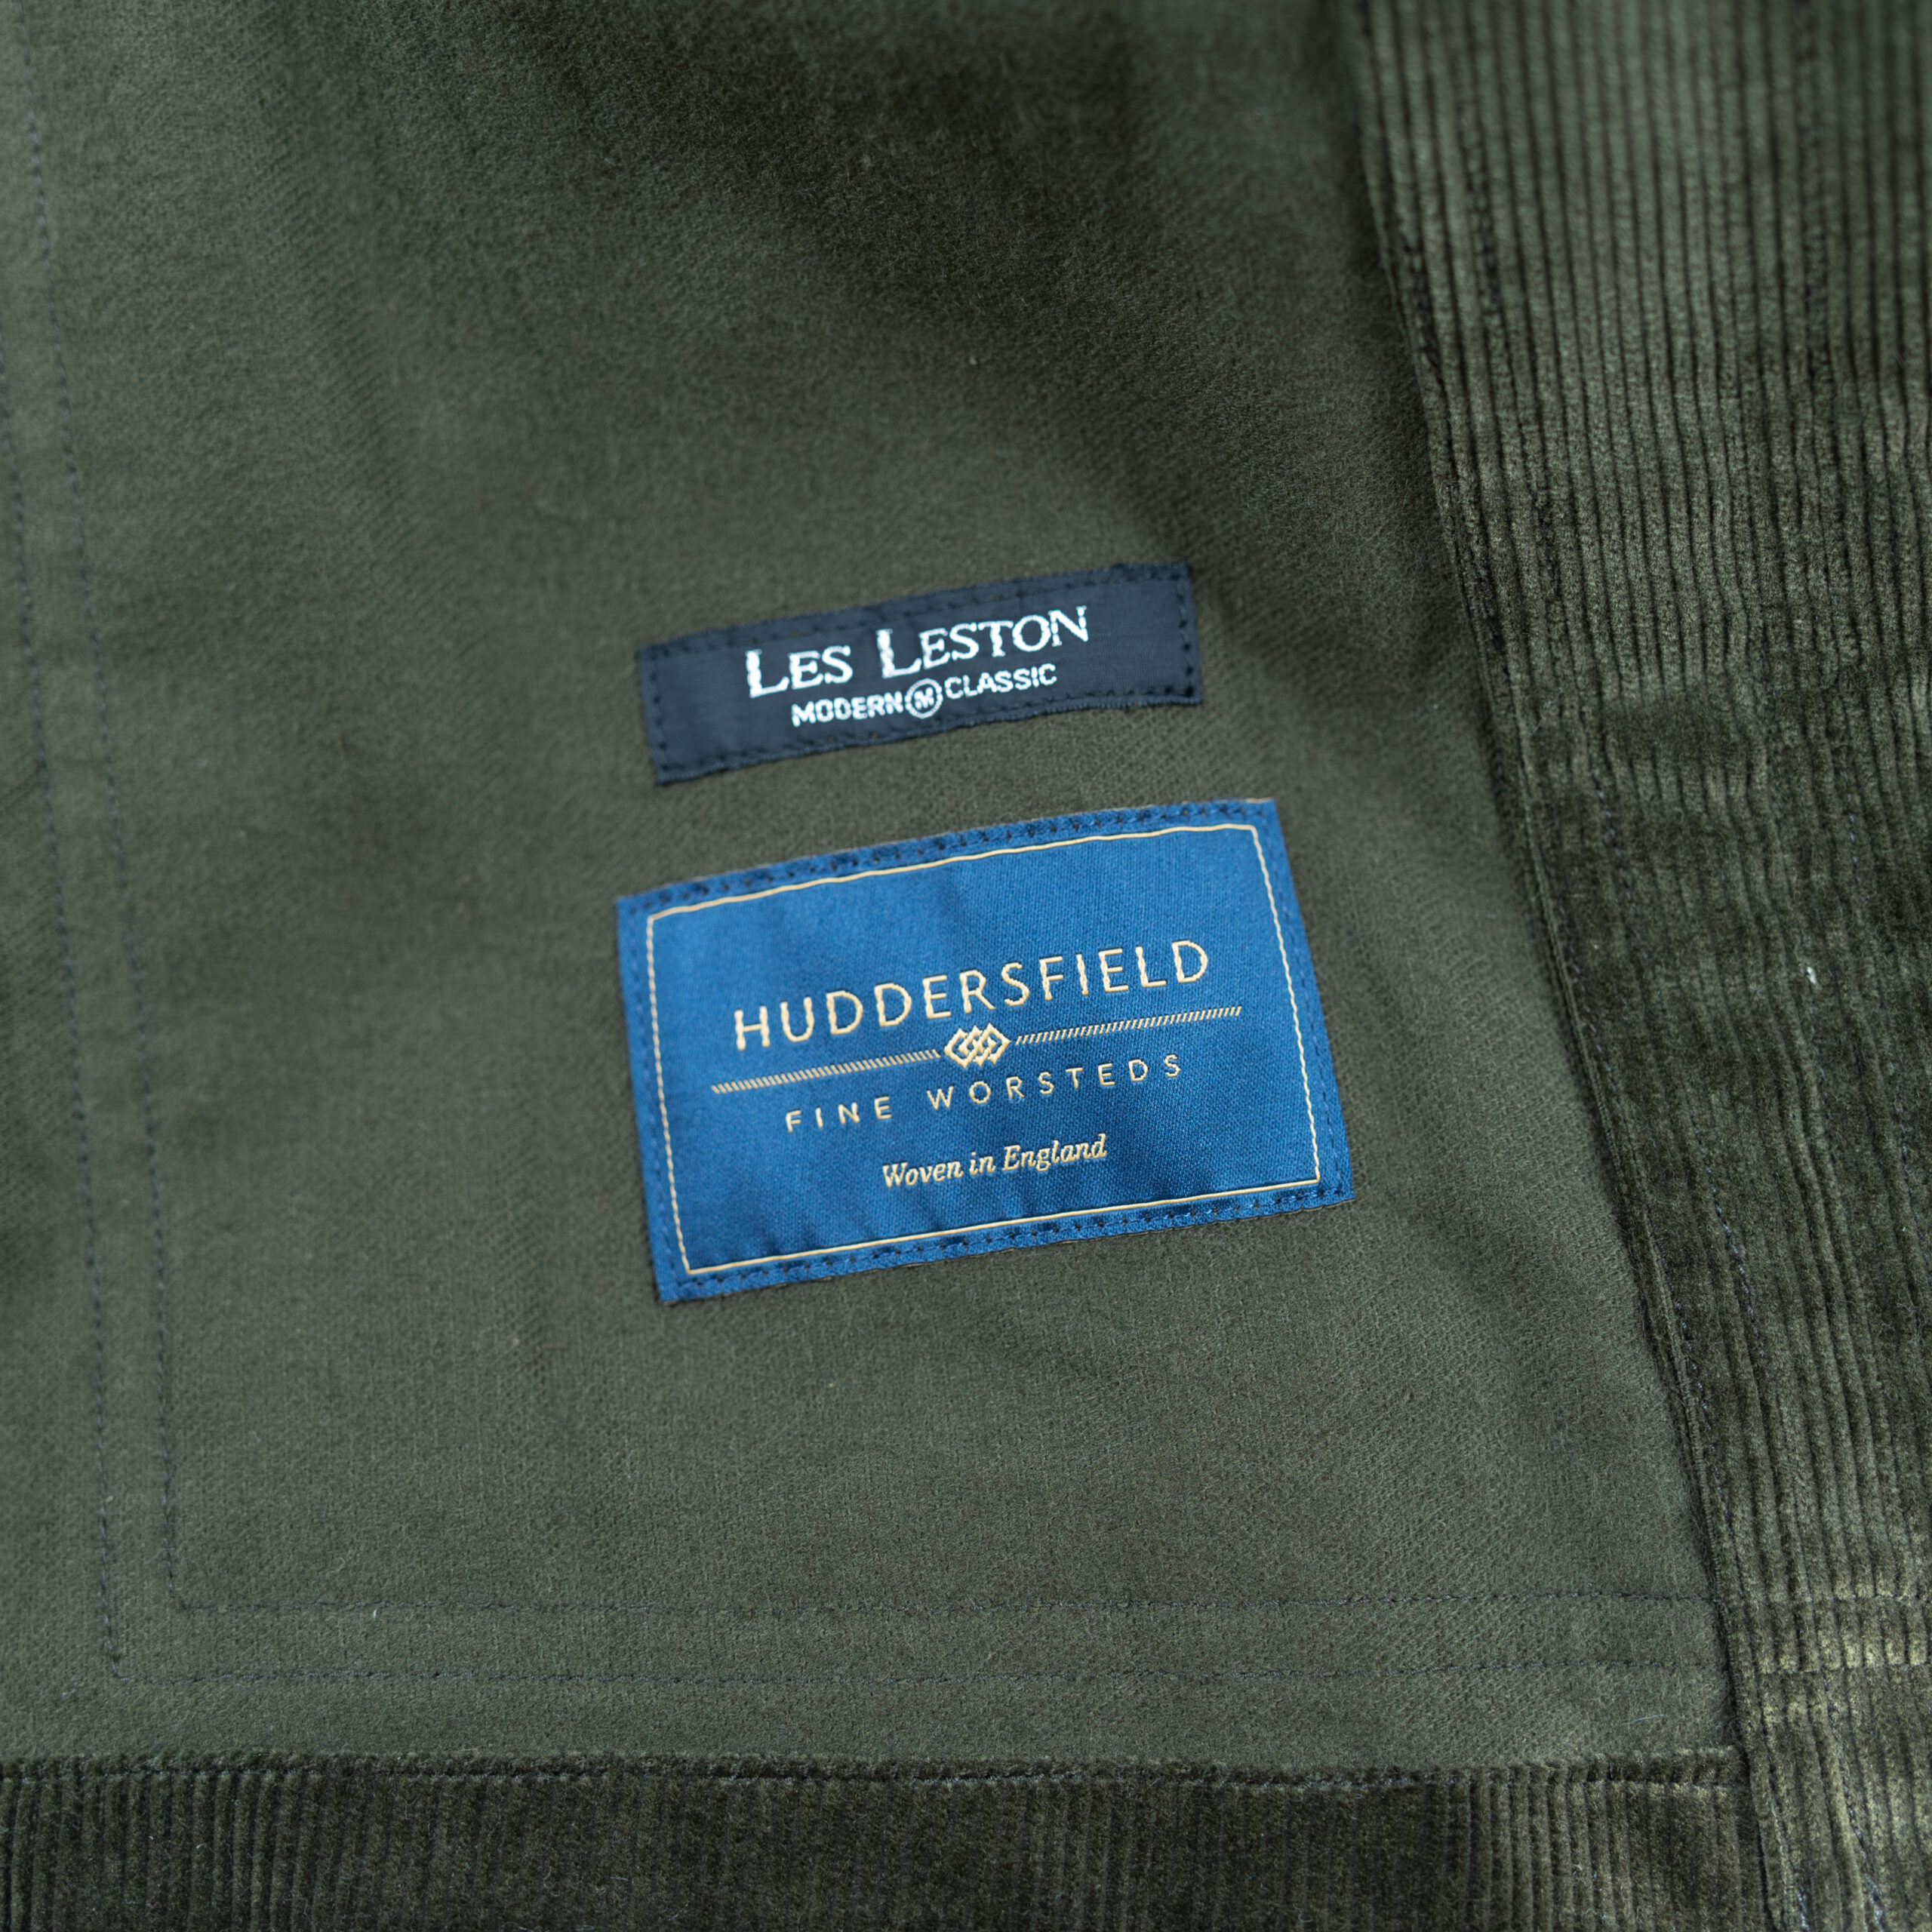 LES LESTON
MODERN M CLASSIC
HUDDERSFIELD
FINE WORSTEDS
Woven in England